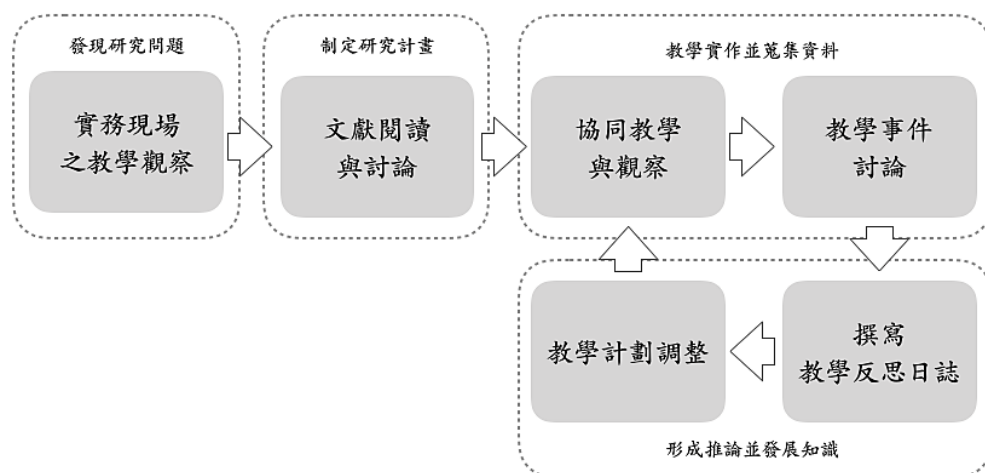 發現研究問題
實務現場
之教學觀察
制定研究計畫
文獻閱讀
與討論
教學實作並蒐集資料
協同教學
與觀察
教學事件
討論
撰寫
教學反思日誌
教學計劃調整
形成推論並發展知識